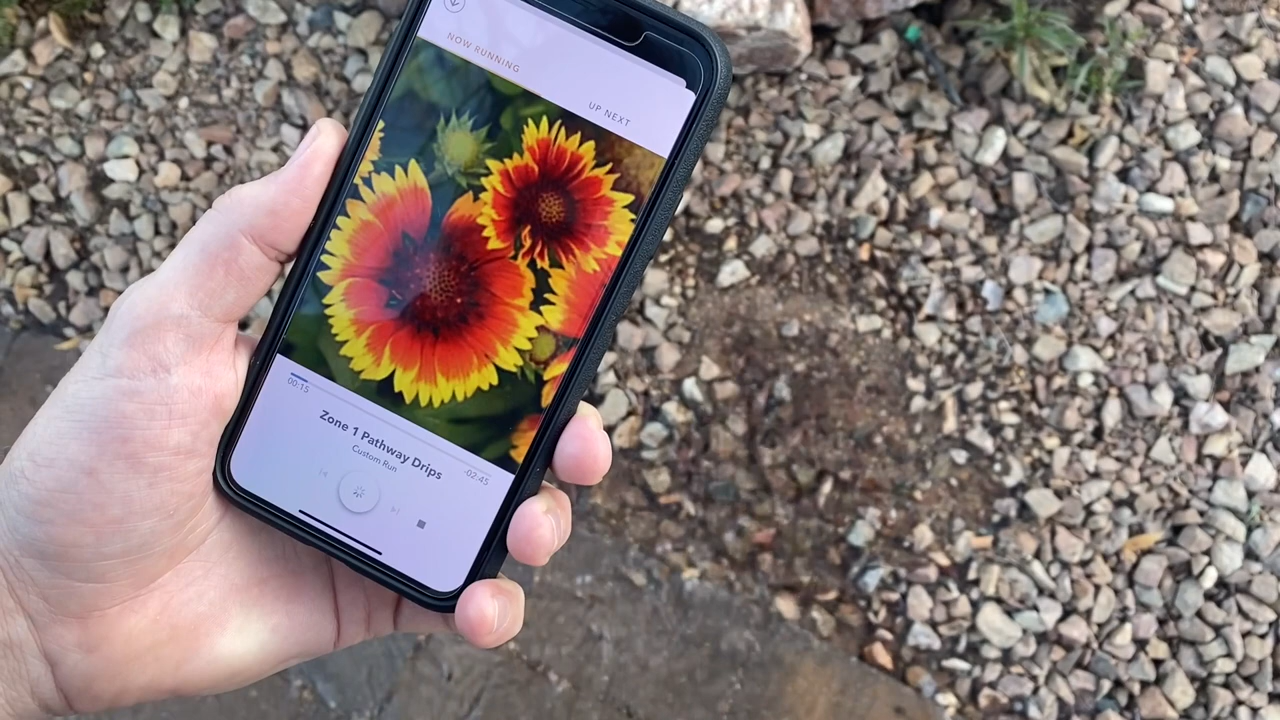 NOW RUNNING
UP NEXT
00:15
-02:45
Zone 1 Pathway Drips
Custom Run